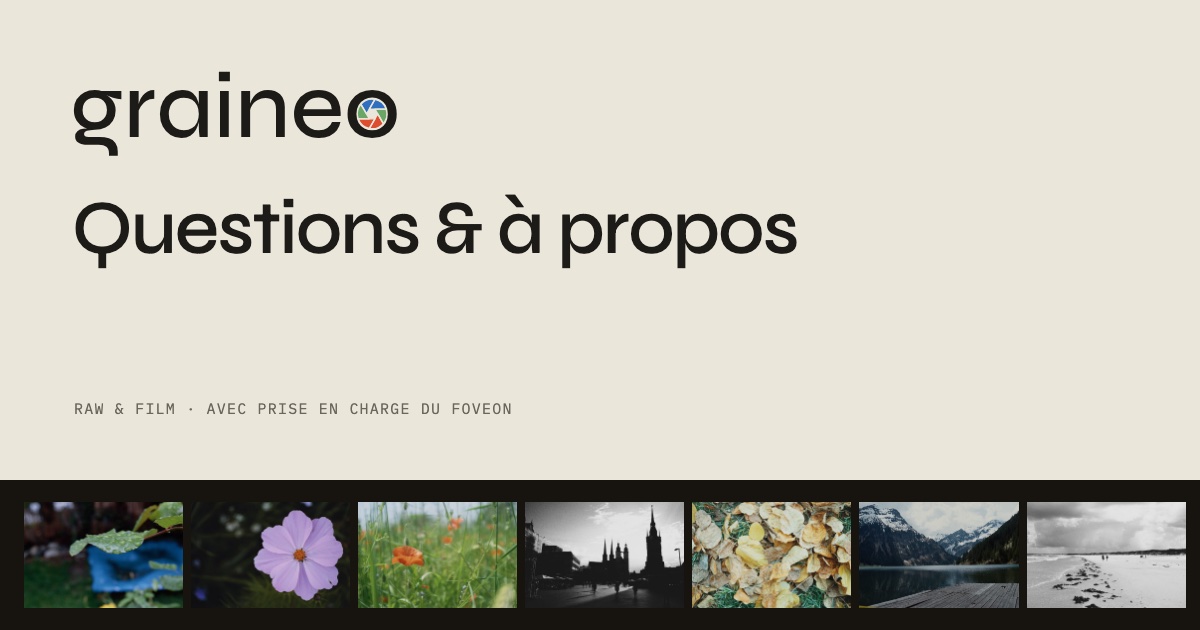 graineo
Questions & à propos
RAW & FILM · AVEC PRISE EN CHARGE DU FOVEON